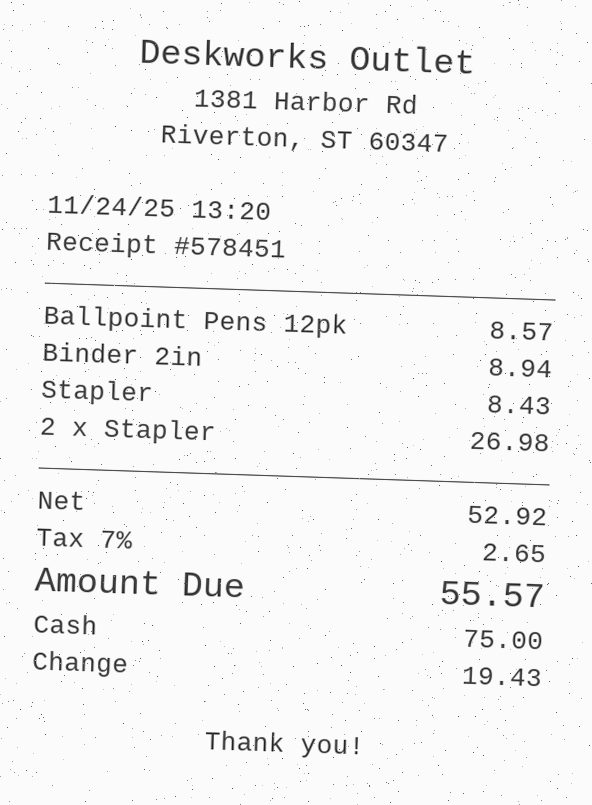 Deskworks Outlet
1381 Harbor Rd
Riverton, ST 60347
11/24/25 13:20
Receipt #578451
Ballpoint Pens 12pk 8.57
Binder 2in 8.94
Stapler 8.43
2 x Stapler 26.98
Net 52.92
Tax 7% 2.65
Amount Due 55.57
Cash 75.00
Change 19.43
Thank you!